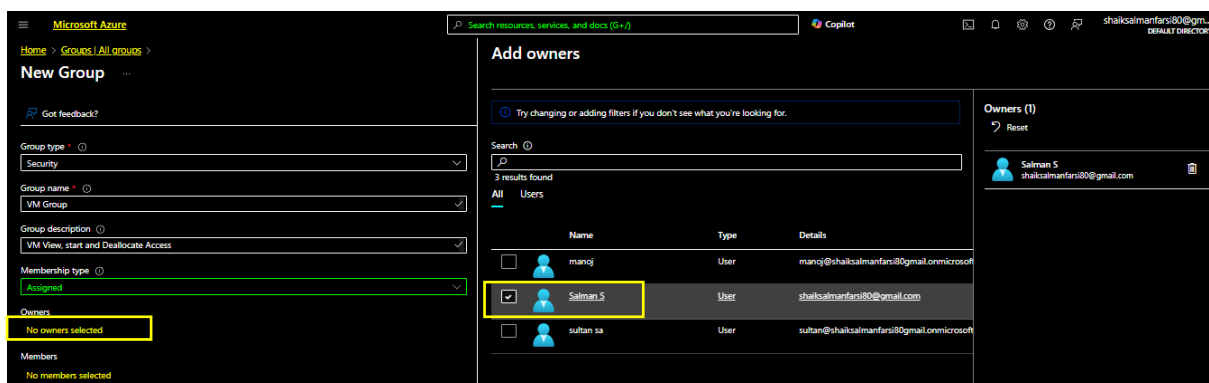 Microsoft Azure
Search resources, services, and docs (G+/)
Copilot
shaiksalmanfarsi80@gm...
DEFAULT DIRECTORY
Home > Groups | All groups >
New Group ...
Got feedback?
Group type *
Security
Group name *
VM Group
Group description
VM View, start and Deallocate Access
Membership type
Assigned
Owners
No owners selected
Members
No members selected
Add owners
Try changing or adding filters if you don't see what you're looking for.
Search
3 results found
All Users
Name Type Details
manoj User manoj@shaiksalmanfarsi80gmail.onmicrosoft
Salman S User shaiksalmanfarsi80@gmail.com
sultan sa User sultan@shaiksalmanfarsi80gmail.onmicrosoft
Owners (1)
Reset
Salman S
shaiksalmanfarsi80@gmail.com